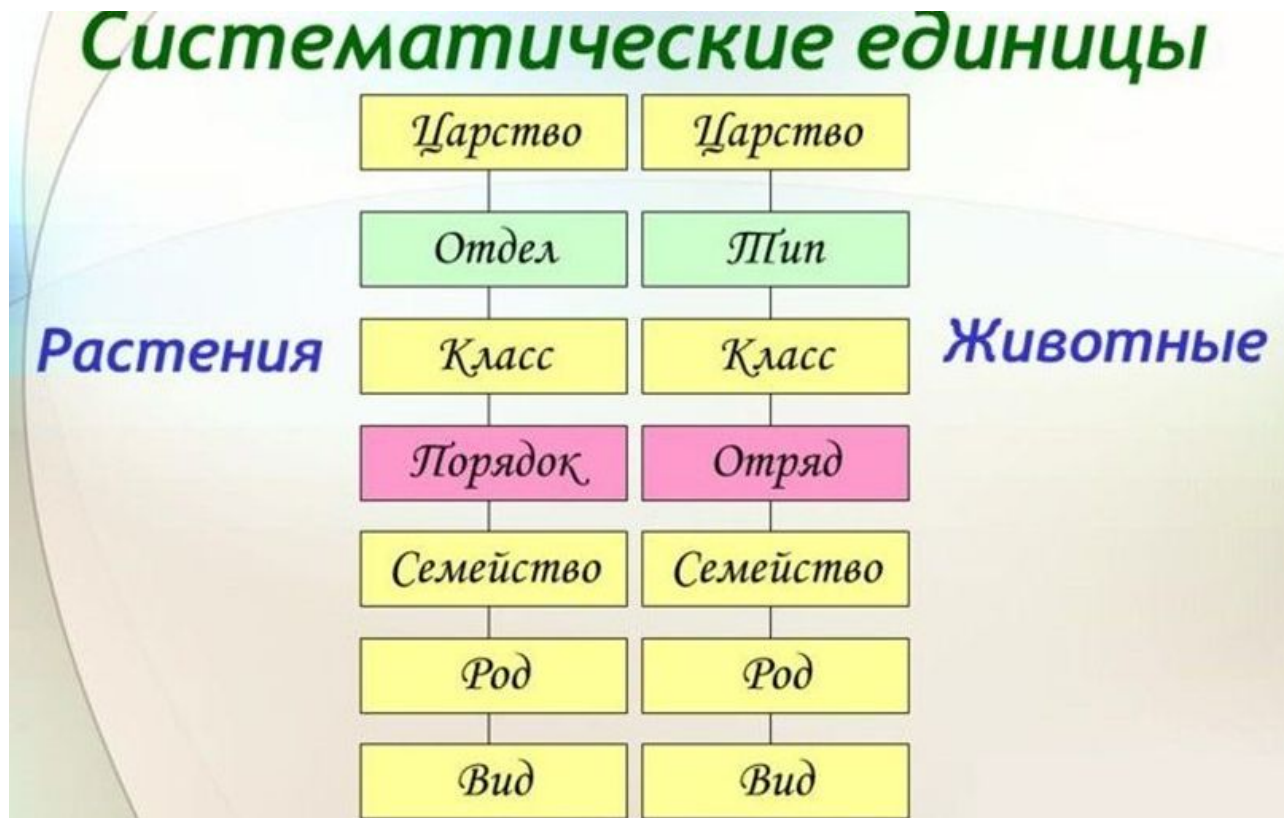 Систематические единицы
Царство Царство
Отдел Тип
Растения
Класс Класс
Животные
Порядок Отряд
Семейство Семейство
Род Род
Вид Вид